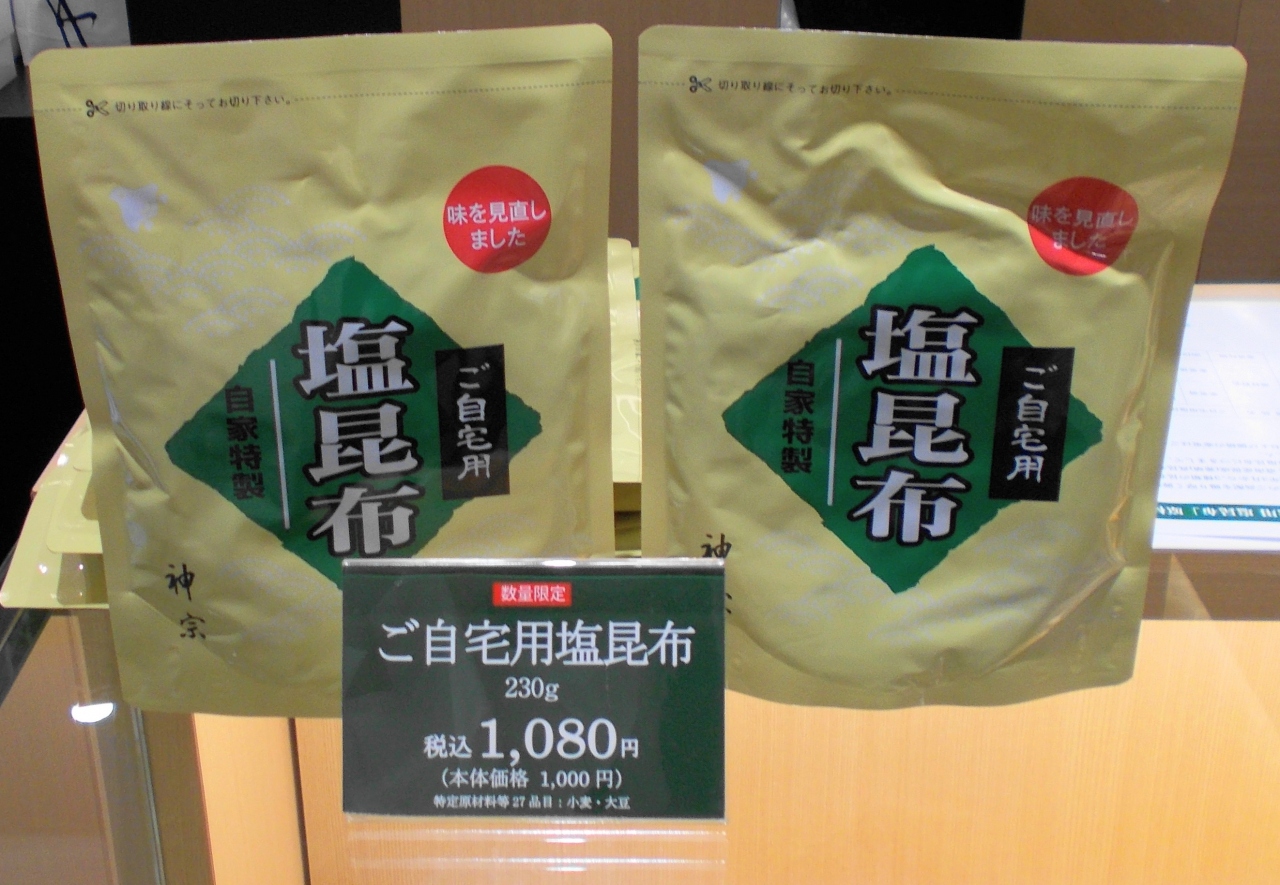 切り取り線にそってお切り下さい。
味を見直し
ました
ご自宅用
塩昆布
自家特製
神宗
切り取り線にそってお切り下さい。
味を見直し
ました
ご自宅用
塩昆布
自家特製
神
数量限定
ご自宅用塩昆布
230g
税込 1,080円
(本体価格 1,000 円)
特定原材料等27品目:小麦・大豆